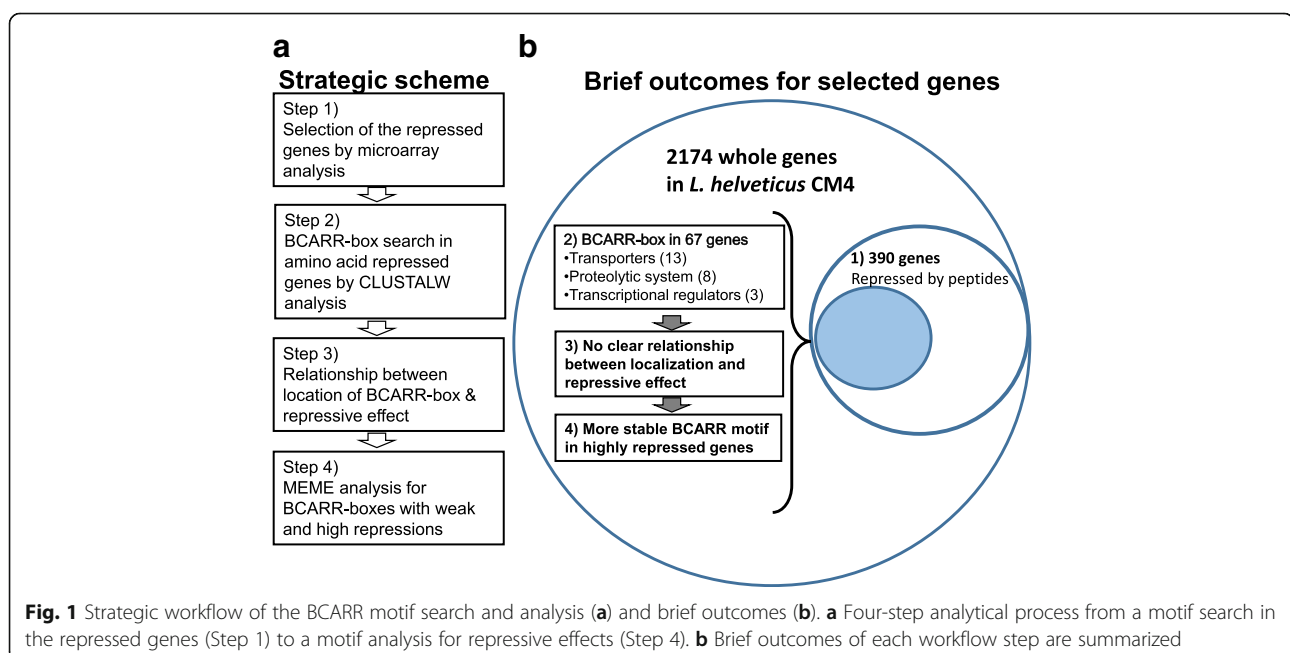 a
Strategic scheme
Step 1)
Selection of the repressed
genes by microarray
analysis
Step 2)
BCARR-box search in
amino acid repressed
genes by CLUSTALW
analysis
Step 3)
Relationship between
location of BCARR-box &
repressive effect
Step 4)
MEME analysis for
BCARR-boxes with weak
and high repressions
b
Brief outcomes for selected genes
2174 whole genes
in L. helveticus CM4
2) BCARR-box in 67 genes
•Transporters (13)
•Proteolytic system (8)
•Transcriptional regulators (3)
3) No clear relationship
between localization and
repressive effect
4) More stable BCARR motif
in highly repressed genes
1) 390 genes
Repressed by peptides
Fig. 1 Strategic workflow of the BCARR motif search and analysis (a) and brief outcomes (b). a Four-step analytical process from a motif search in
the repressed genes (Step 1) to a motif analysis for repressive effects (Step 4). b Brief outcomes of each workflow step are summarized